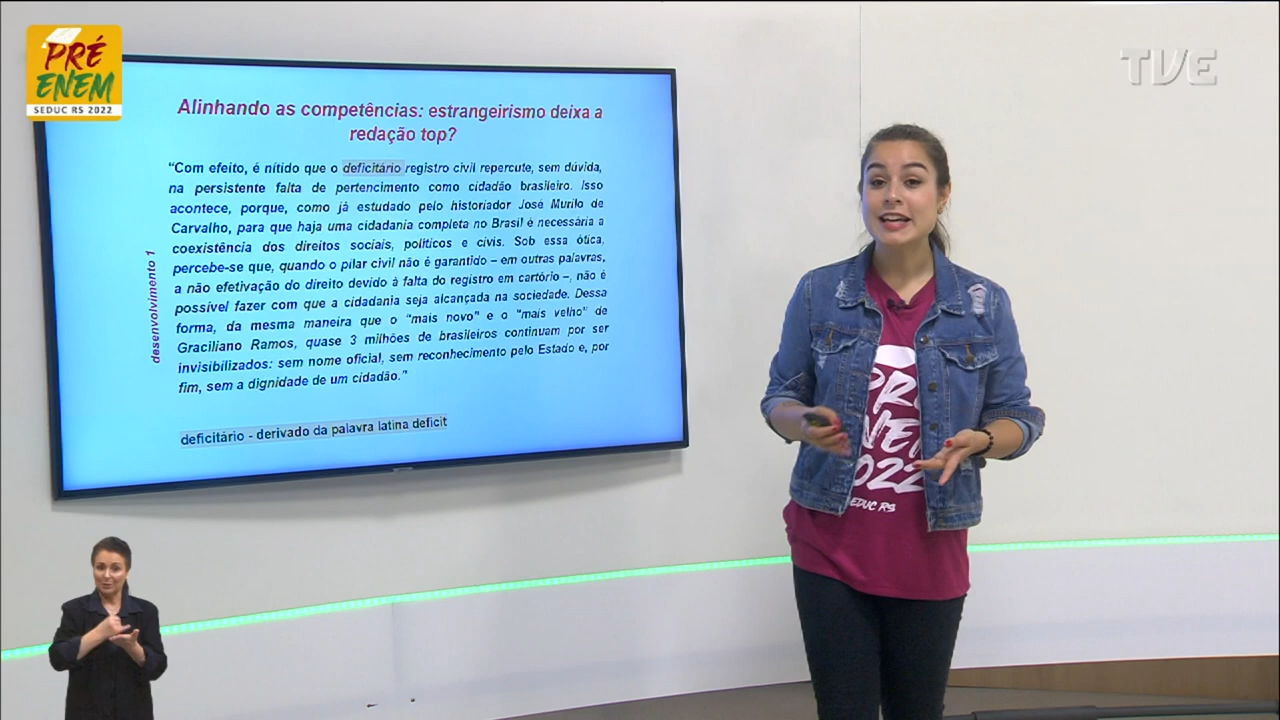 PRÉ
ENEM
SEDUC RS 2022
TVE
Alinhando as competências: estrangeirismo deixa a
redação top?
"Com efeito, é nítido que o deficitário registro civil repercute, sem dúvida,
na persistente falta de pertencimento como cidadão brasileiro. Isso
acontece, porque, como já estudado pelo historiador José Murilo de
Carvalho, para que haja uma cidadania completa no Brasil é necessária a
coexistência dos direitos sociais, políticos e civis. Sob essa ótica,
percebe-se que, quando o pilar civil não é garantido – em outras palavras,
a não efetivação do direito devido à falta do registro em cartório –, não é
possível fazer com que a cidadania seja alcançada na sociedade. Dessa
forma, da mesma maneira que o "mais novo" e o "mais velho" de
Graciliano Ramos, quase 3 milhões de brasileiros continuam por ser
invisibilizados: sem nome oficial, sem reconhecimento pelo Estado e, por
fim, sem a dignidade de um cidadão."
desenvolvimento 1
deficitário - derivado da palavra latina deficit
PRÉ
ENEM
2022
SEDUC RS